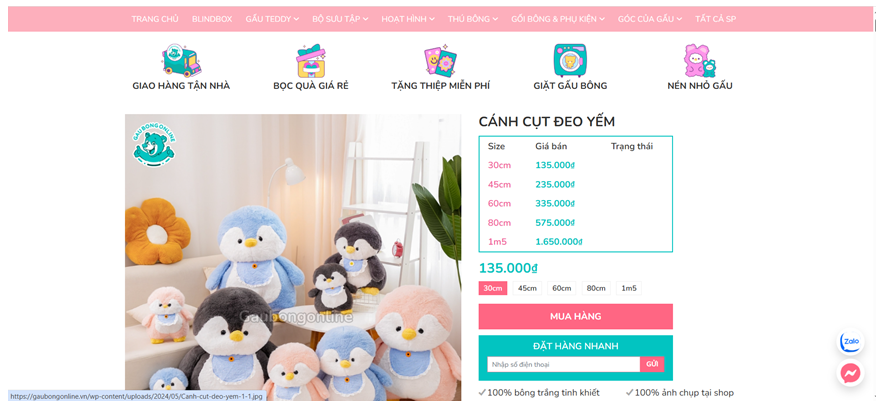 TRANG CHỦ BLINDBOX GẤU TEDDY BỘ SƯU TẬP HOẠT HÌNH THÚ BÔNG GỐI BÔNG & PHỤ KIỆN GÓC CỦA GẤU TẤT CẢ SP
GIAO HÀNG TẬN NHÀ BỌC QUÀ GIÁ RẺ TẶNG THIỆP MIỄN PHÍ GIẶT GẤU BÔNG NÉN NHỎ GẤU
GAUBONGONLINE
Gaubongonline
CÁNH CỤT ĐEO YẾM
Size Giá bán Trạng thái
30cm 135.000₫
45cm 235.000₫
60cm 335.000₫
80cm 575.000₫
1m5 1.650.000₫
135.000₫
30cm 45cm 60cm 80cm 1m5
MUA HÀNG
ĐẶT HÀNG NHANH
Nhập số điện thoại GỬI
100% bông trắng tinh khiết 100% ảnh chụp tại shop
Zalo
https://gaubongonline.vn/wp-content/uploads/2024/05/Canh-cut-deo-yem-1-1.jpg